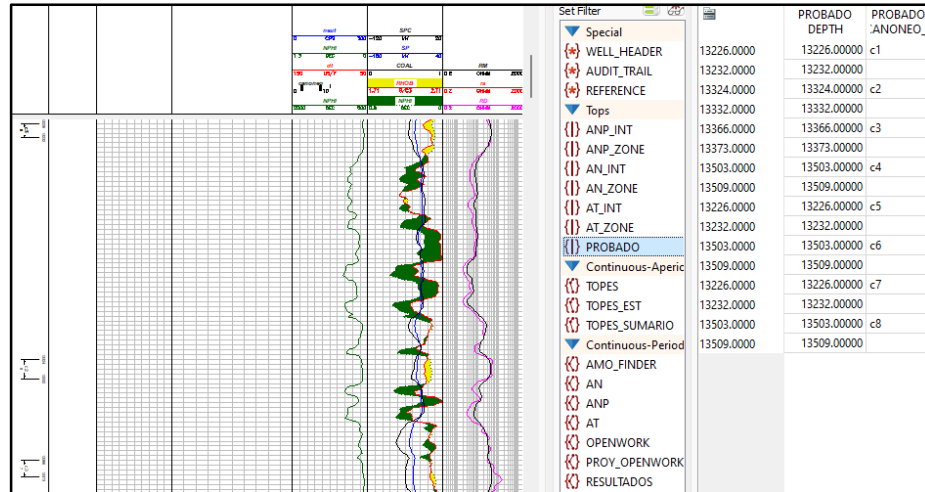 Set Filter
Special
WELL_HEADER
AUDIT_TRAIL
REFERENCE
Tops
ANP_INT
ANP_ZONE
AN_INT
AN_ZONE
AT_INT
AT_ZONE
PROBADO
Continuous-Aperic
TOPES
TOPES_EST
TOPES_SUMARIO
Continuous-Period
AMO_FINDER
AN
ANP
AT
OPENWORK
PROY_OPENWORK
RESULTADOS
PROBADO PROBADO
DEPTH CANONEO_
13226.0000 13226.00000 c1
13232.0000 13232.00000
13324.0000 13324.00000 c2
13332.0000 13332.00000
13366.0000 13366.00000 c3
13373.0000 13373.00000
13503.0000 13503.00000 c4
13509.0000 13509.00000
13226.0000 13226.00000 c5
13232.0000 13232.00000
13503.0000 13503.00000 c6
13509.0000 13509.00000
13226.0000 13226.00000 c7
13232.0000 13232.00000
13503.0000 13503.00000 c8
13509.0000 13509.00000
SPC
SP
COAL
RHOB
NPHI
NPHI
NPHI
RM